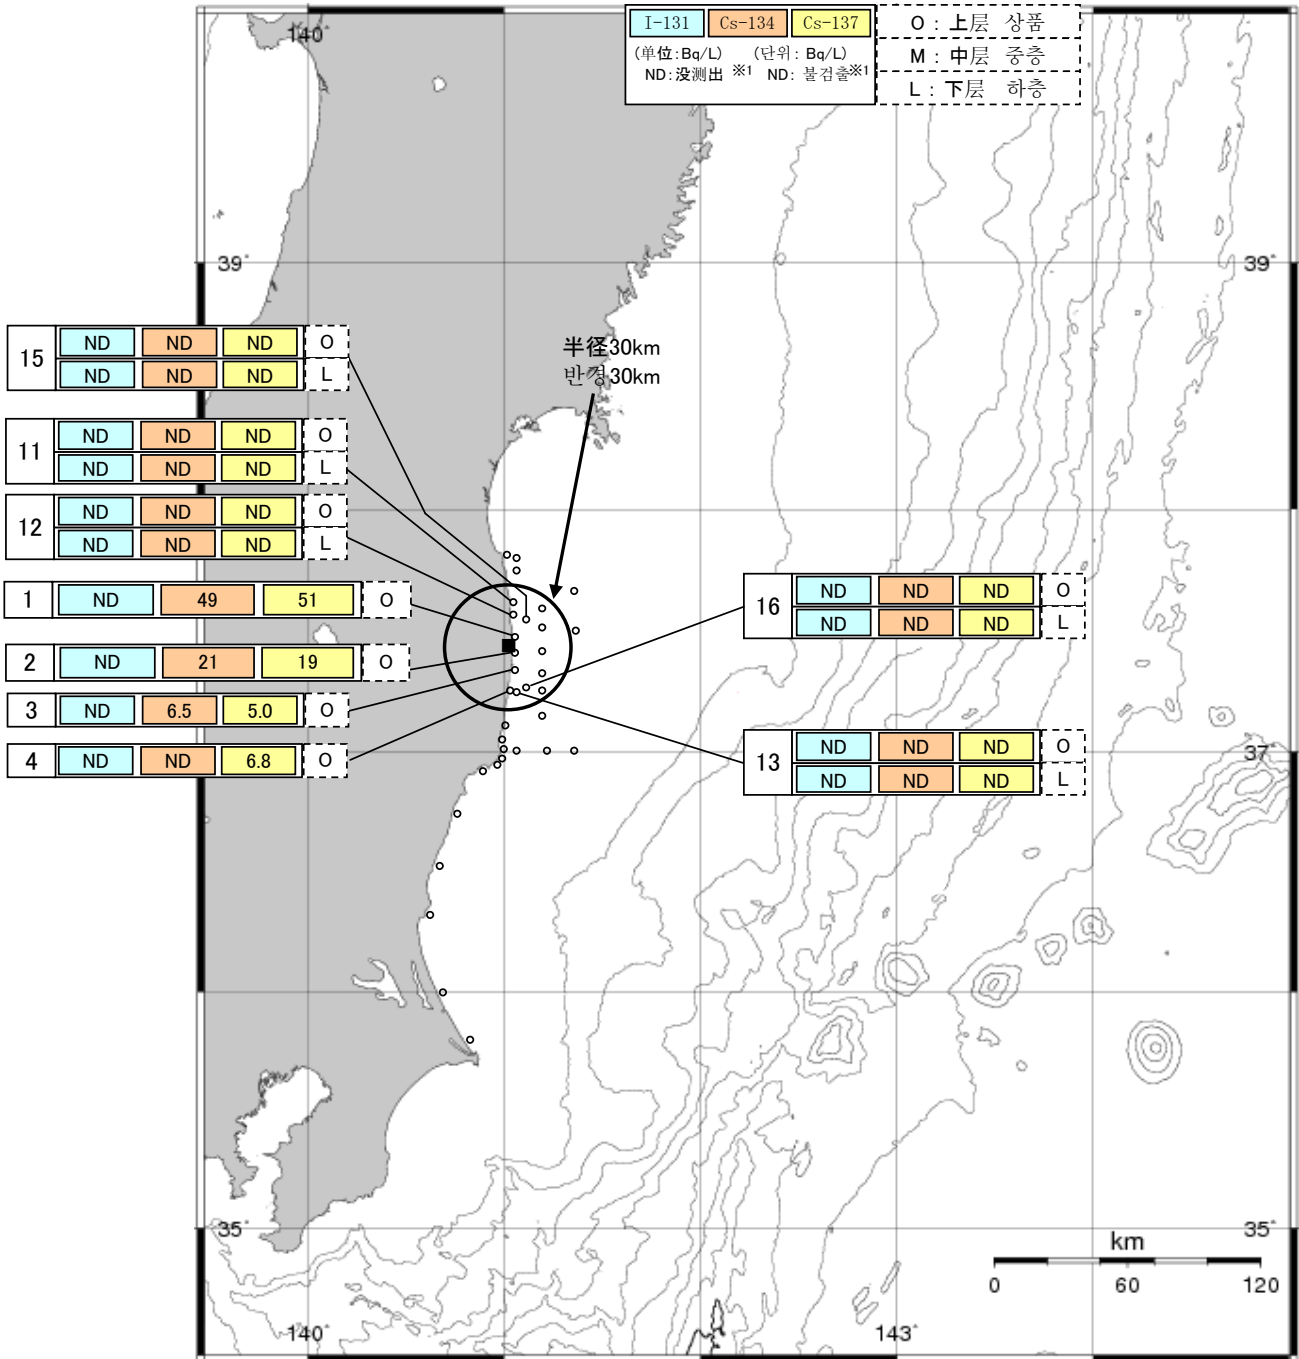 I-131 Cs-134 Cs-137
(単位:Bq/L) (단위: Bq/L)
ND:没测出 ※1 ND: 불검출※1
O : 上层 상품
M : 中层 중층
L : 下层 하층
140°
39° 39°
半径30km
반경30km
15 ND ND ND O
ND ND ND L
11 ND ND ND O
ND ND ND L
12 ND ND ND O
ND ND ND L
1 ND 49 51 O
2 ND 21 19 O
3 ND 6.5 5.0 O
4 ND ND 6.8 O
16 ND ND ND O
ND ND ND L
13 ND ND ND O
ND ND ND L
37°
35° 35°
km
0 60 120
140° 143°